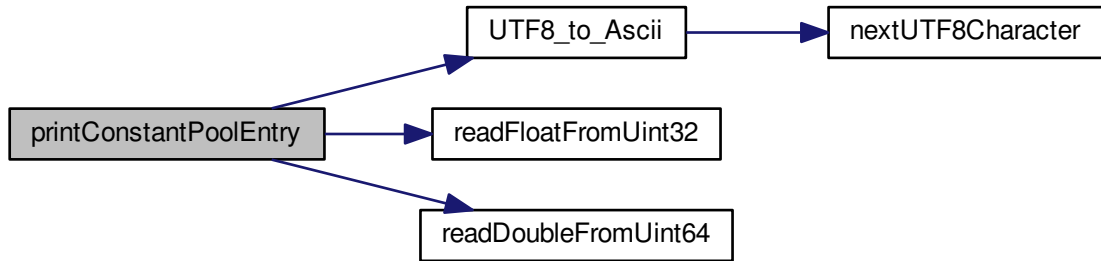 UTF8_to_Ascii
nextUTF8Character
printConstantPoolEntry
readFloatFromUint32
readDoubleFromUint64